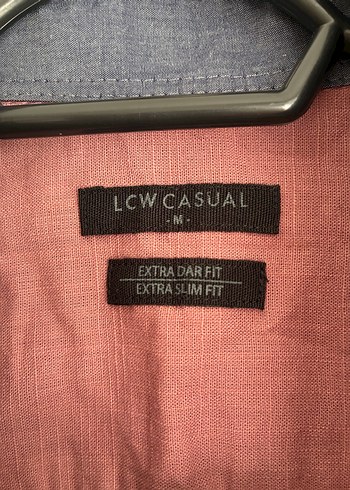 LCW CASUAL
- M -
EXTRA DAR FIT
EXTRA SLIM FIT